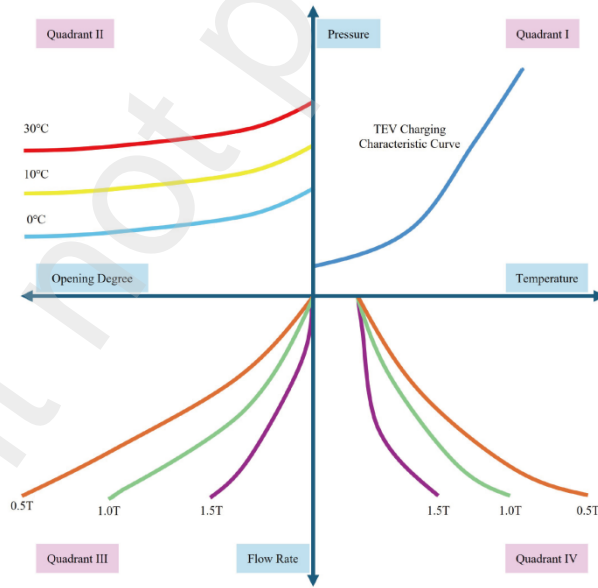 Quadrant II
Pressure
Quadrant I
30°C
TEV Charging
Characteristic Curve
10°C
0°C
Opening Degree
Temperature
0.5T
1.0T
1.5T
1.5T
1.0T
0.5T
Quadrant III
Flow Rate
Quadrant IV
not p